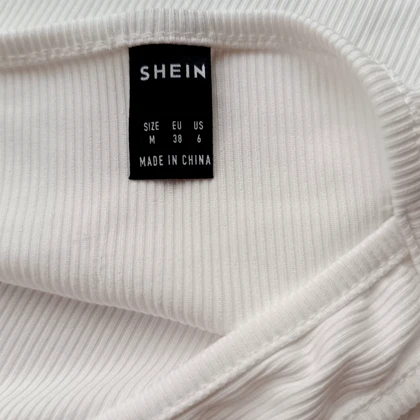 SHEIN
SIZE EU US
M 38 6
MADE IN CHINA